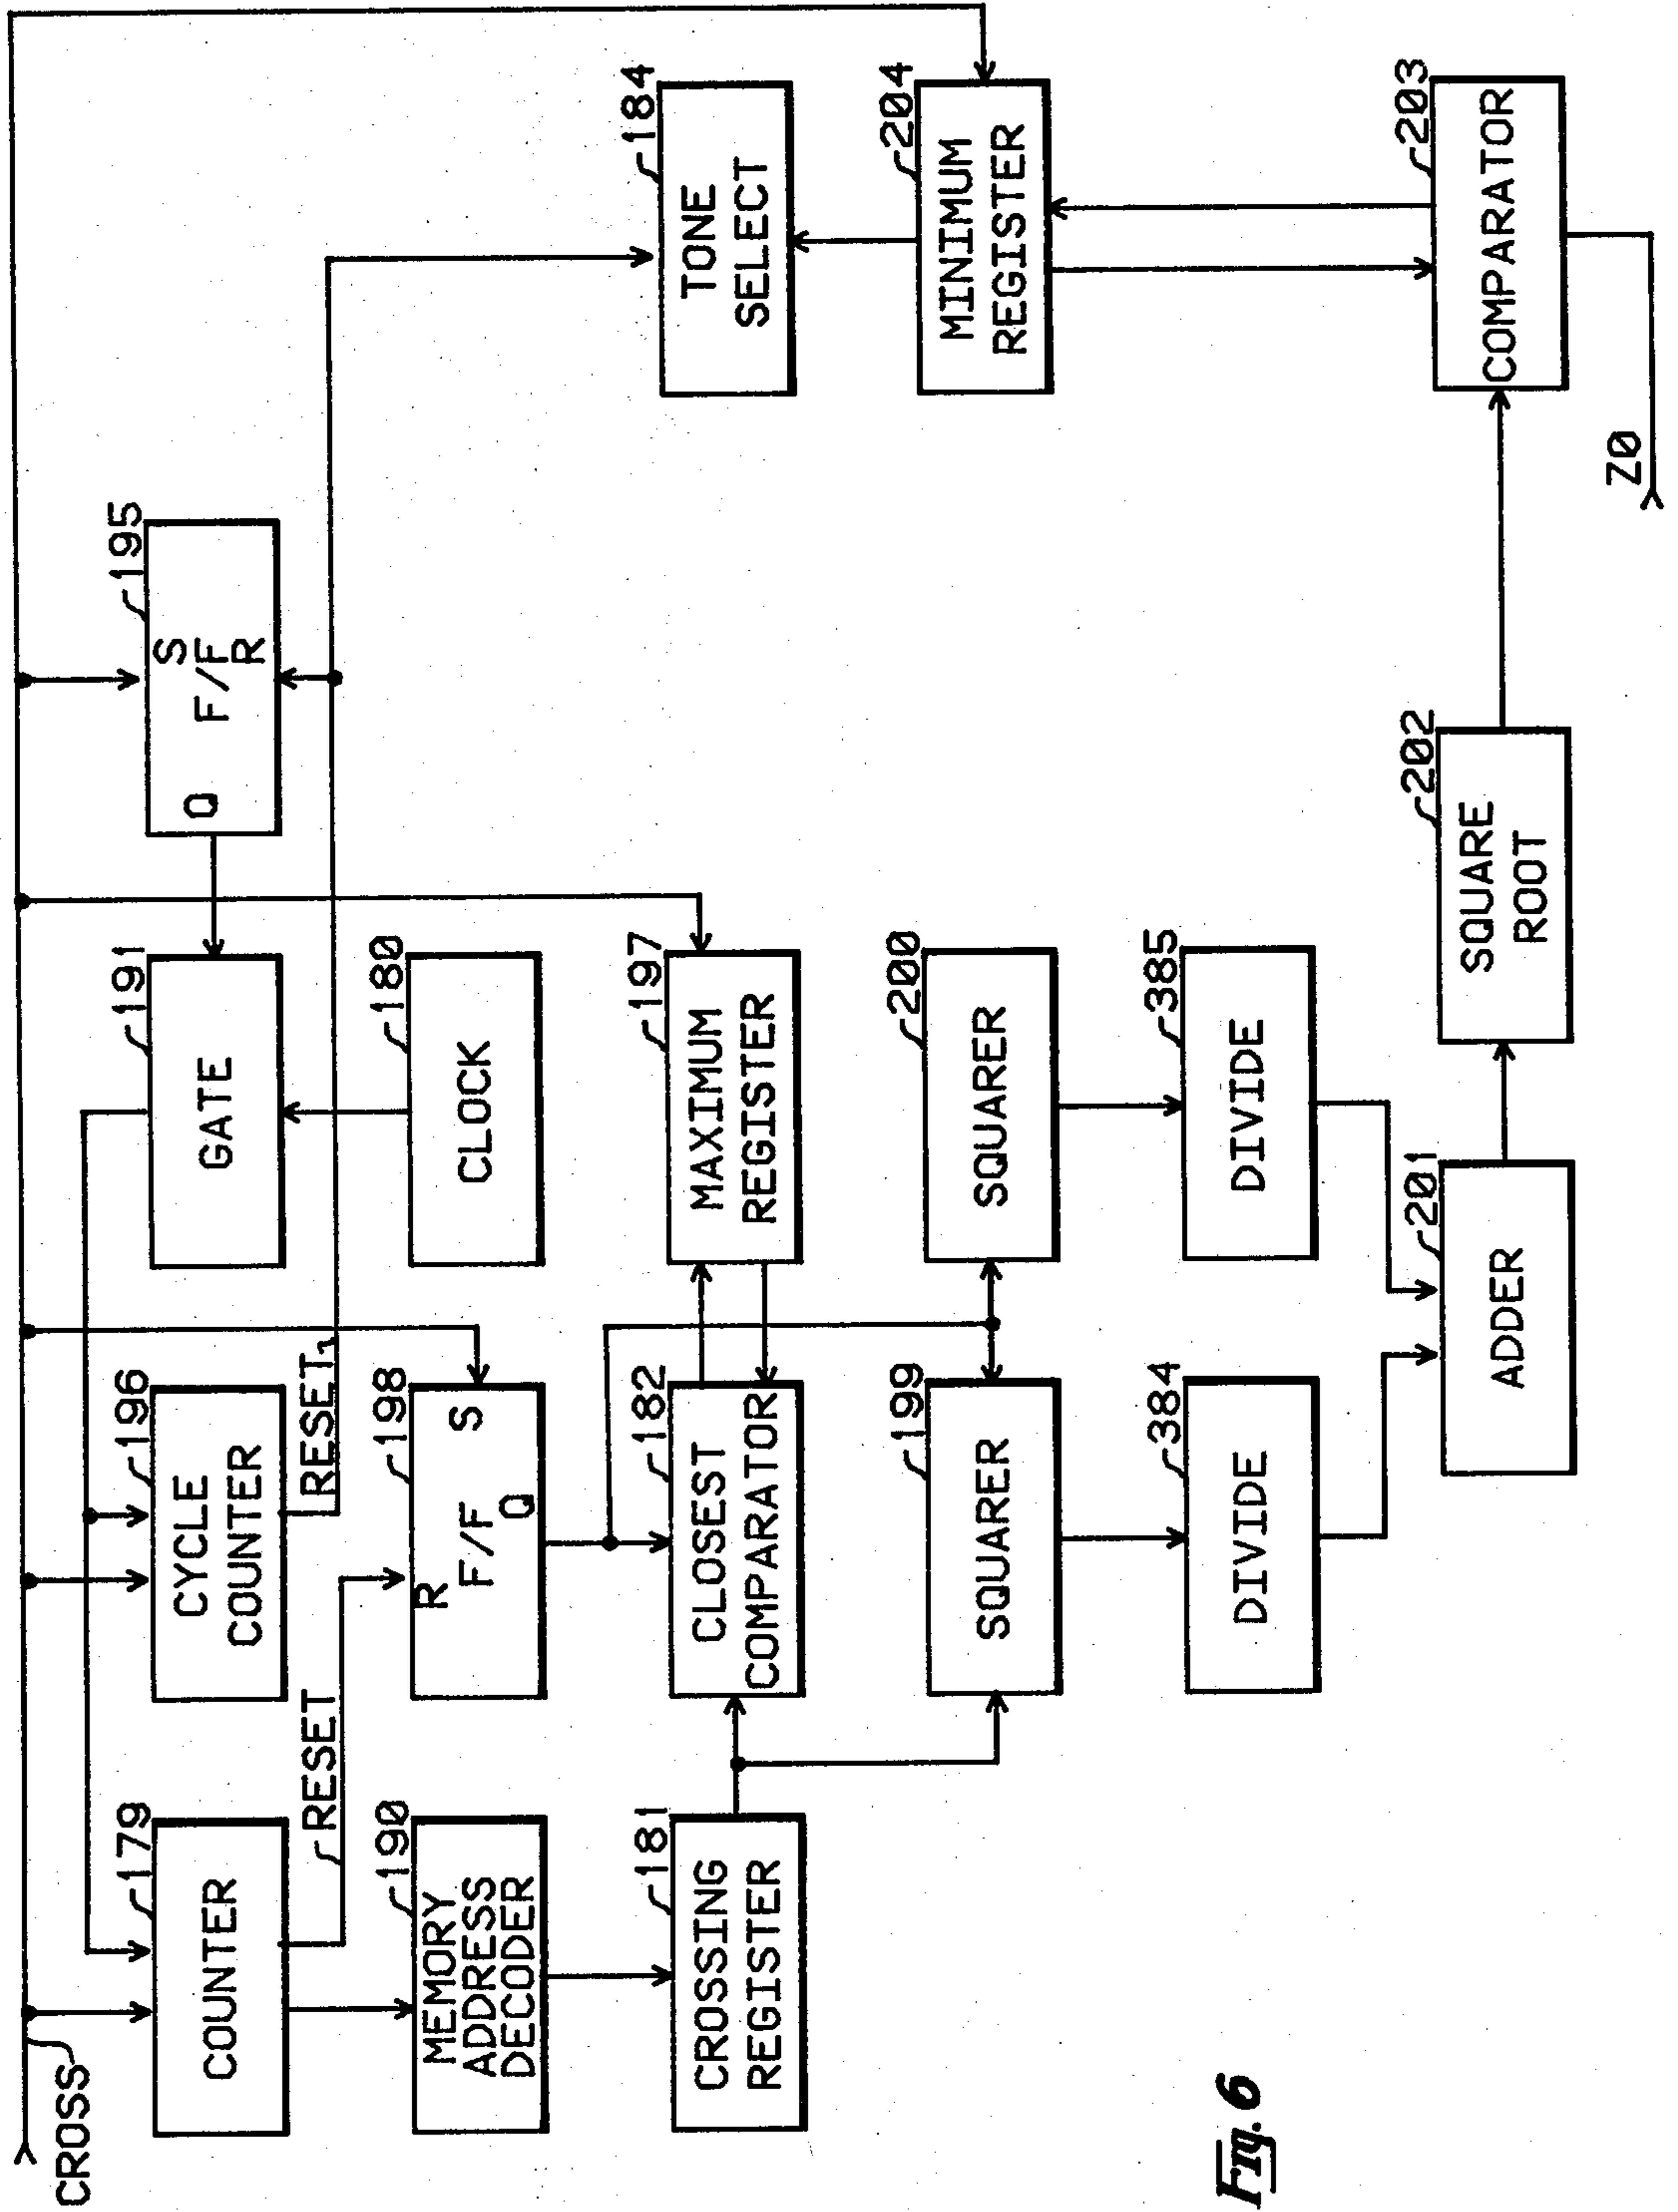 CROSS
179
COUNTER
196
CYCLE
COUNTER
191
GATE
195
S
Q F/F
R
RESET
RESET
190
MEMORY
ADDRESS
DECODER
198
R
S
F/F
Q
180
CLOCK
181
CROSSING
REGISTER
182
CLOSEST
COMPARATOR
197
MAXIMUM
REGISTER
184
TONE
SELECT
199
SQUARER
200
SQUARER
204
MINIMUM
REGISTER
384
DIVIDE
385
DIVIDE
201
ADDER
202
SQUARE
ROOT
203
COMPARATOR
Z0
Fig. 6